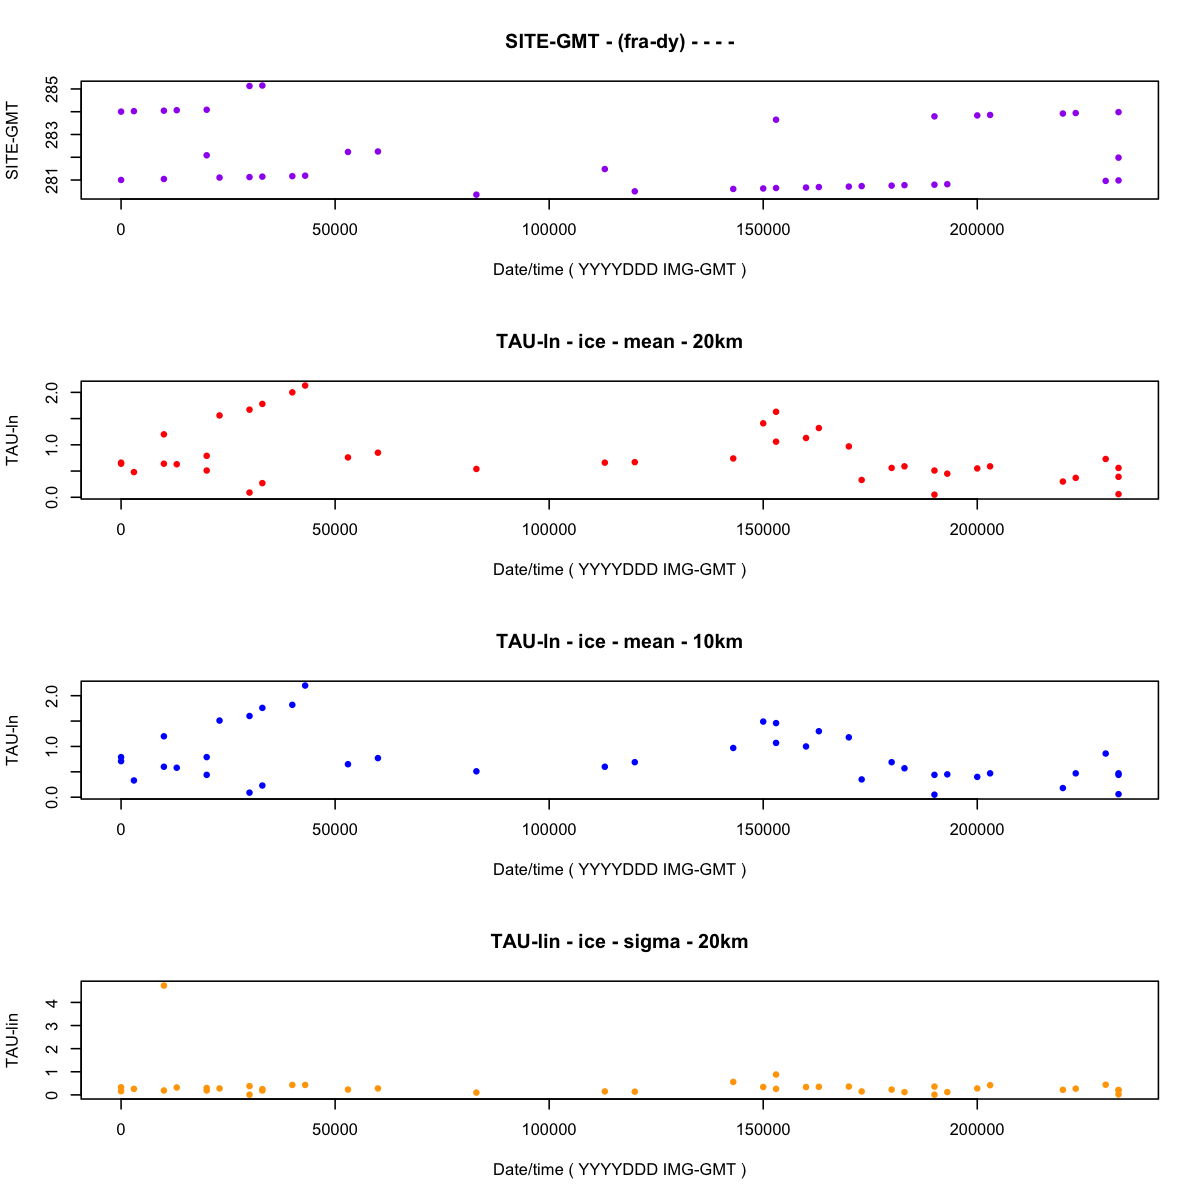 SITE-GMT - (fra-dy) - - - -
SITE-GMT
281 283 285
0 50000 100000 150000 200000
Date/time ( YYYYDDD IMG-GMT )
TAU-ln - ice - mean - 20km
TAU-ln
0.0 1.0 2.0
0 50000 100000 150000 200000
Date/time ( YYYYDDD IMG-GMT )
TAU-ln - ice - mean - 10km
TAU-ln
0.0 1.0 2.0
0 50000 100000 150000 200000
Date/time ( YYYYDDD IMG-GMT )
TAU-lin - ice - sigma - 20km
TAU-lin
0 1 2 3 4
0 50000 100000 150000 200000
Date/time ( YYYYDDD IMG-GMT )